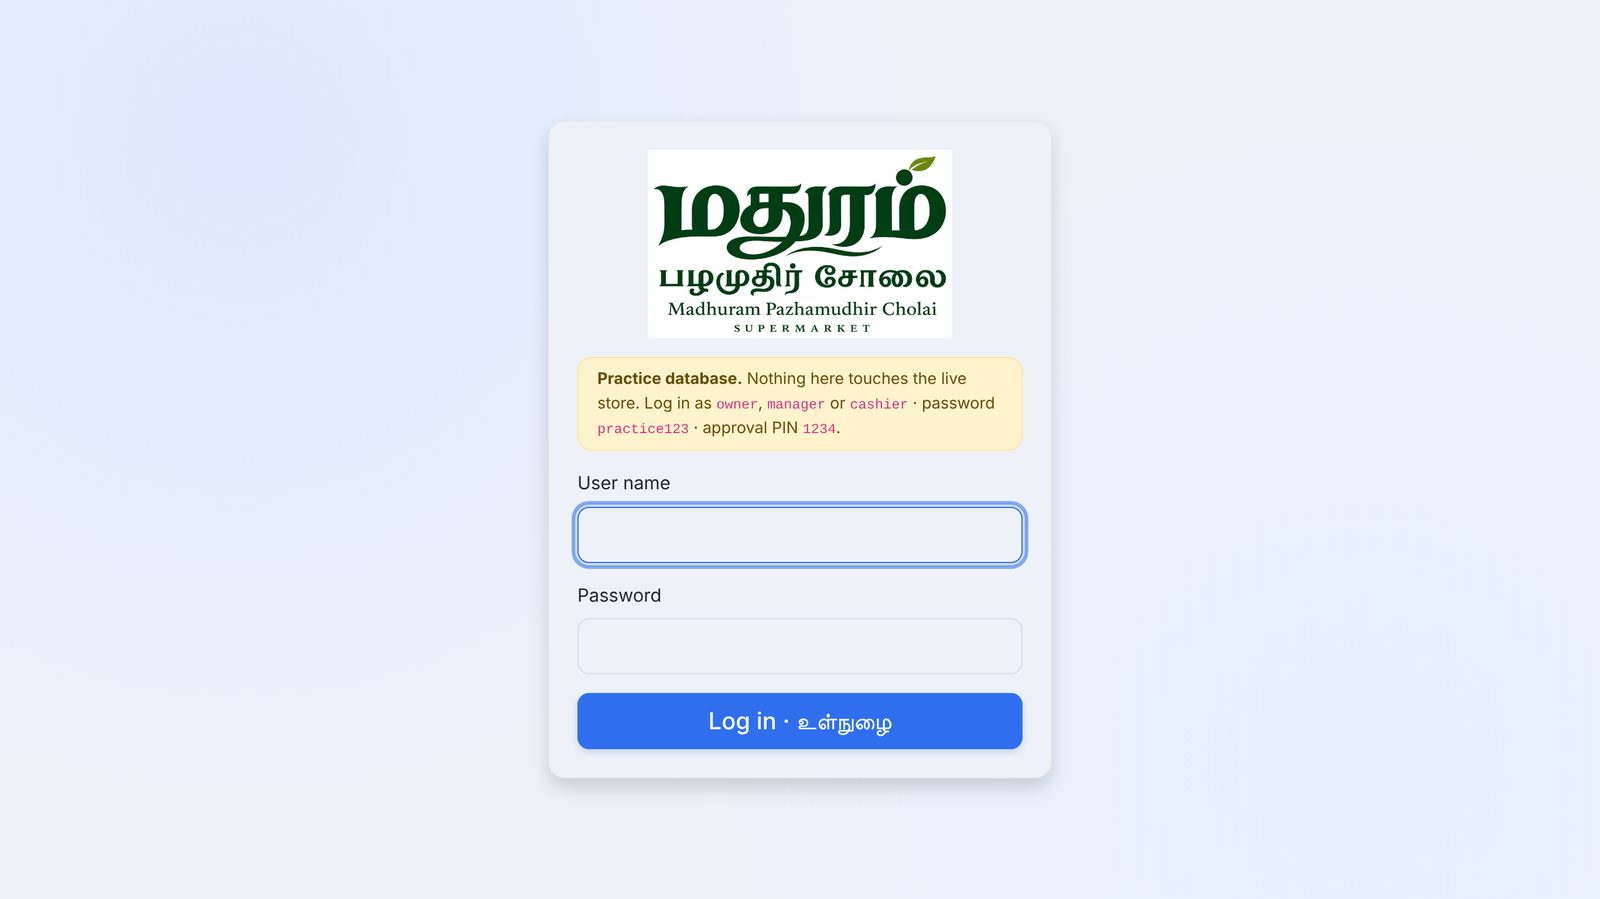 மதுரம்
பழமுதிர் சோலை
Madhuram Pazhamudhir Cholai
SUPERMARKET
Practice database. Nothing here touches the live
store. Log in as owner, manager or cashier · password
practice123 · approval PIN 1234.
User name
Password
Log in · உள்நுழை